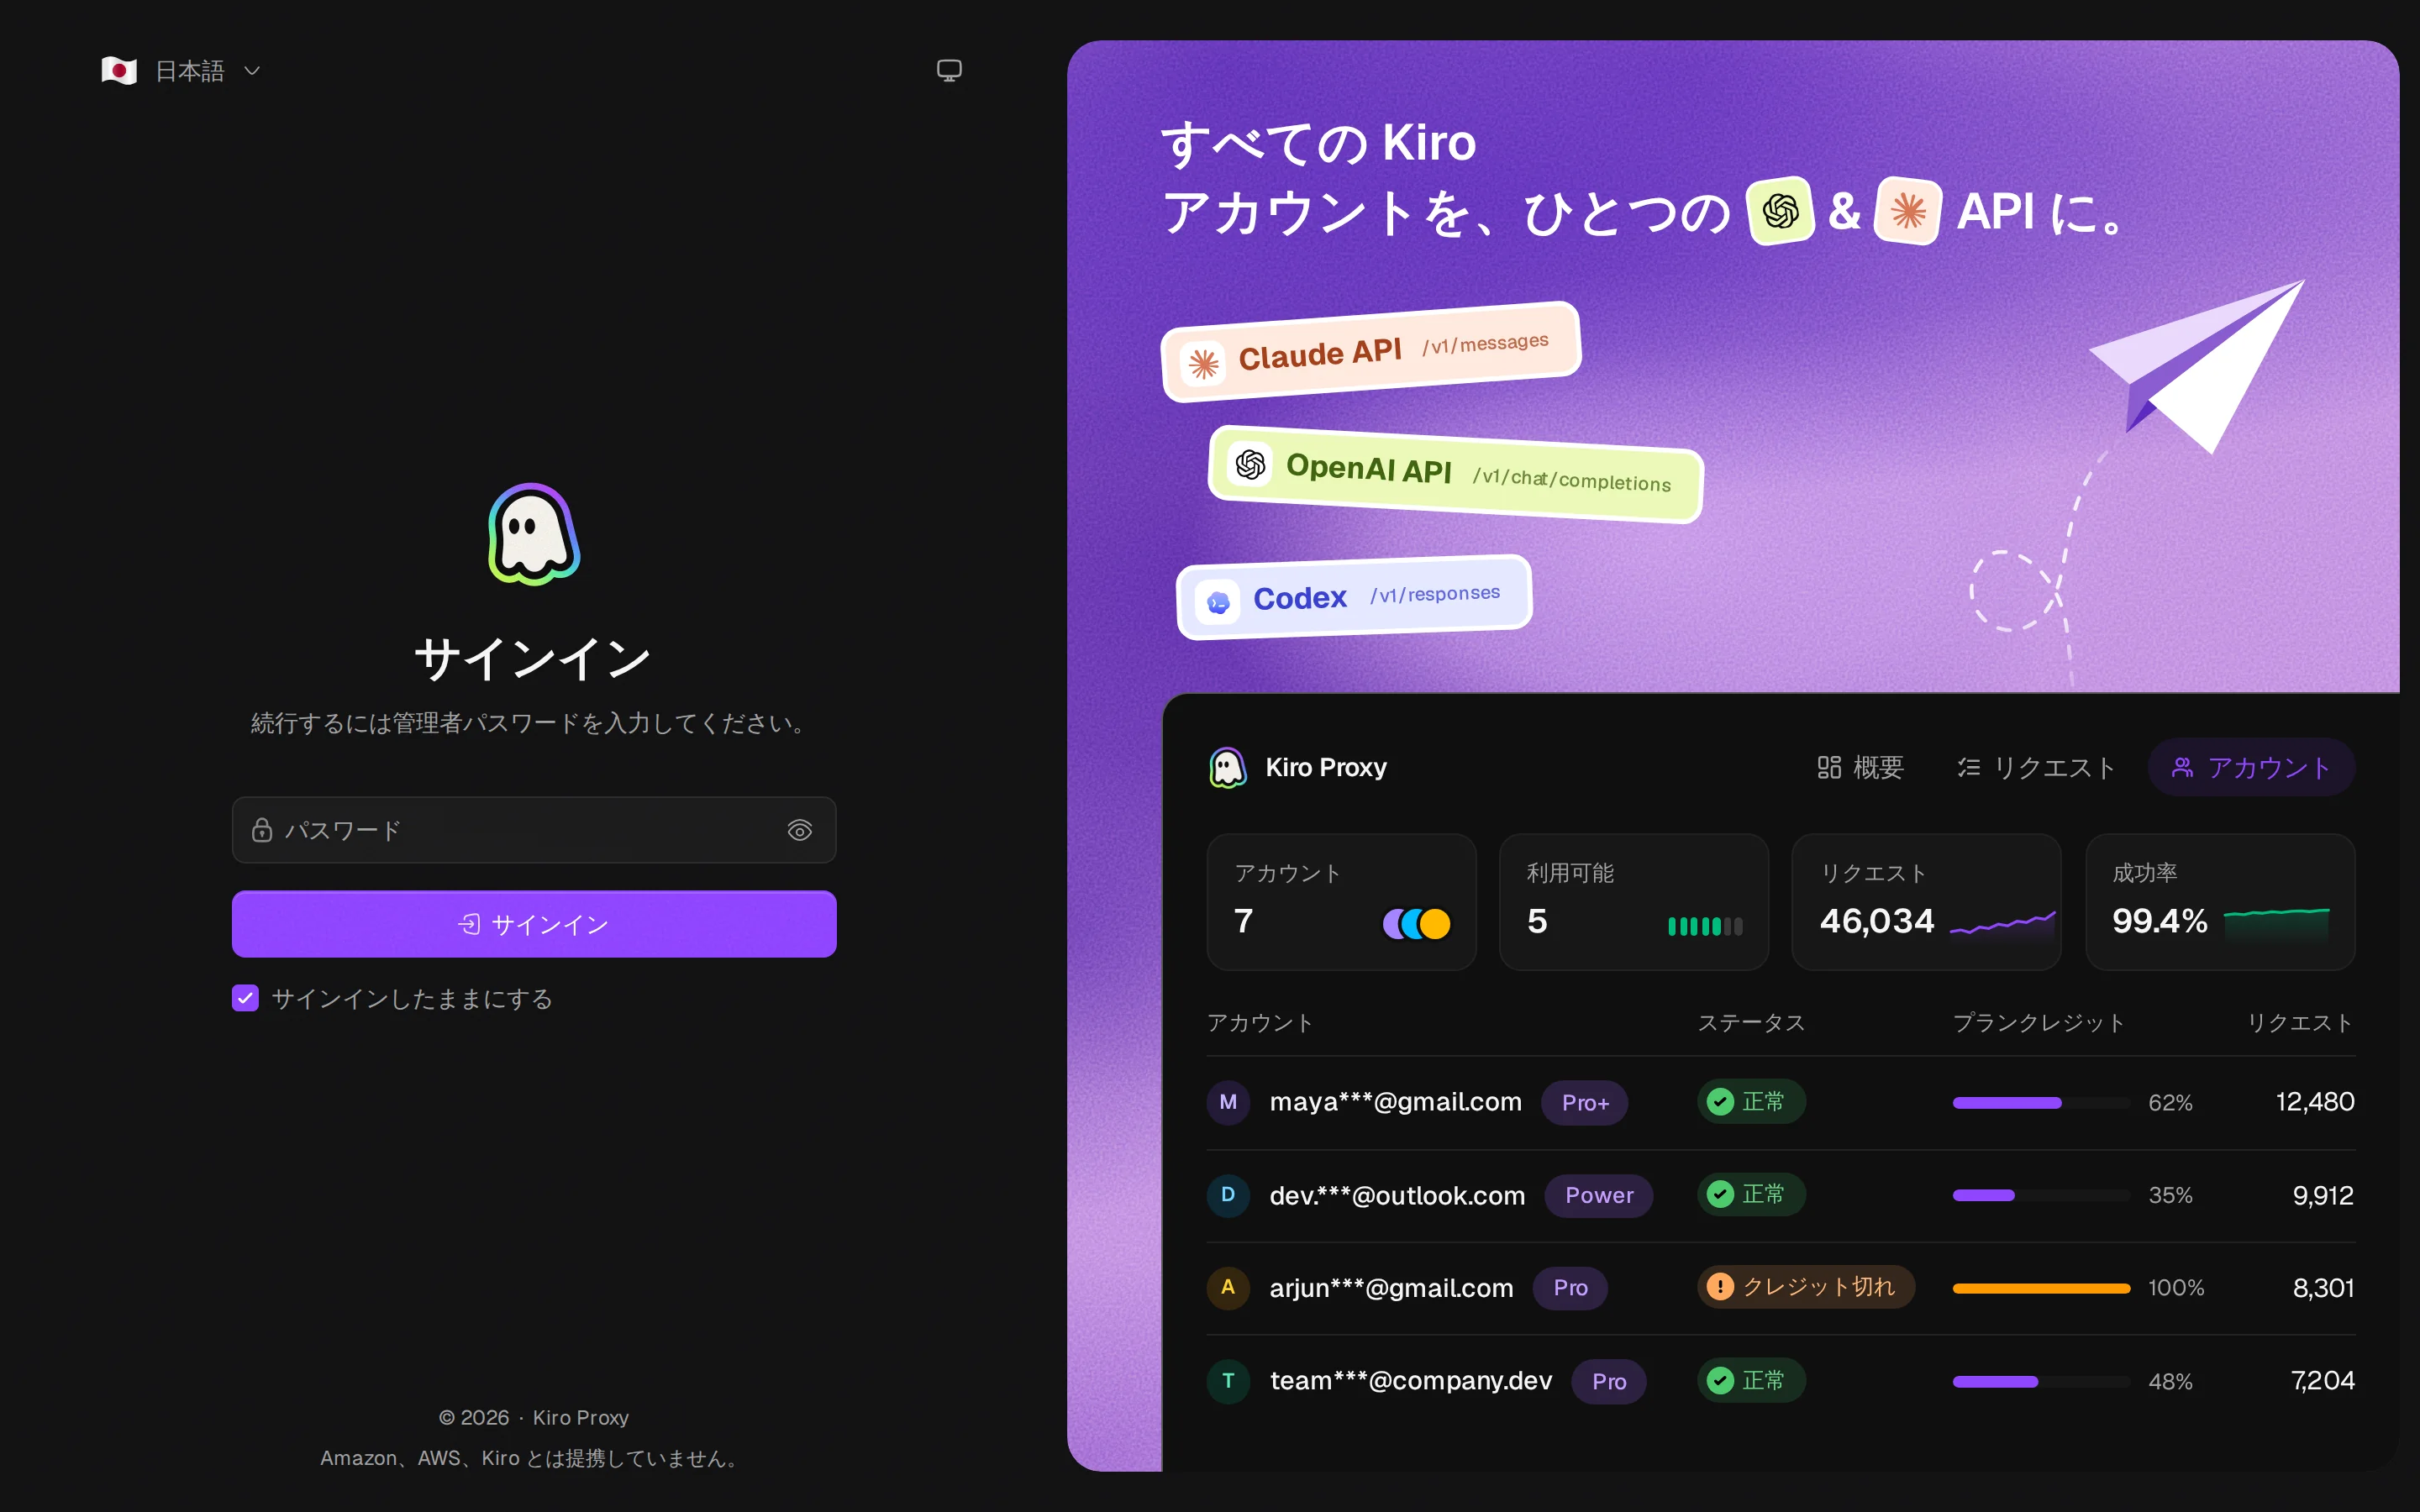 日本語
サインイン
続行するには管理者パスワードを入力してください。
パスワード
サインイン
サインインしたままにする
© 2026 · Kiro Proxy
Amazon、AWS、Kiro とは提携していません。
すべての Kiro
アカウントを、ひとつの & API に。
Claude API /v1/messages
OpenAI API /v1/chat/completions
Codex /v1/responses
Kiro Proxy 概要 リクエスト アカウント
アカウント 利用可能 リクエスト 成功率
7 5 46,034 99.4%
アカウント ステータス プランクレジット リクエスト
M maya***@gmail.com Pro+ 正常 62% 12,480
D dev.***@outlook.com Power 正常 35% 9,912
A arjun***@gmail.com Pro クレジット切れ 100% 8,301
T team***@company.dev Pro 正常 48% 7,204